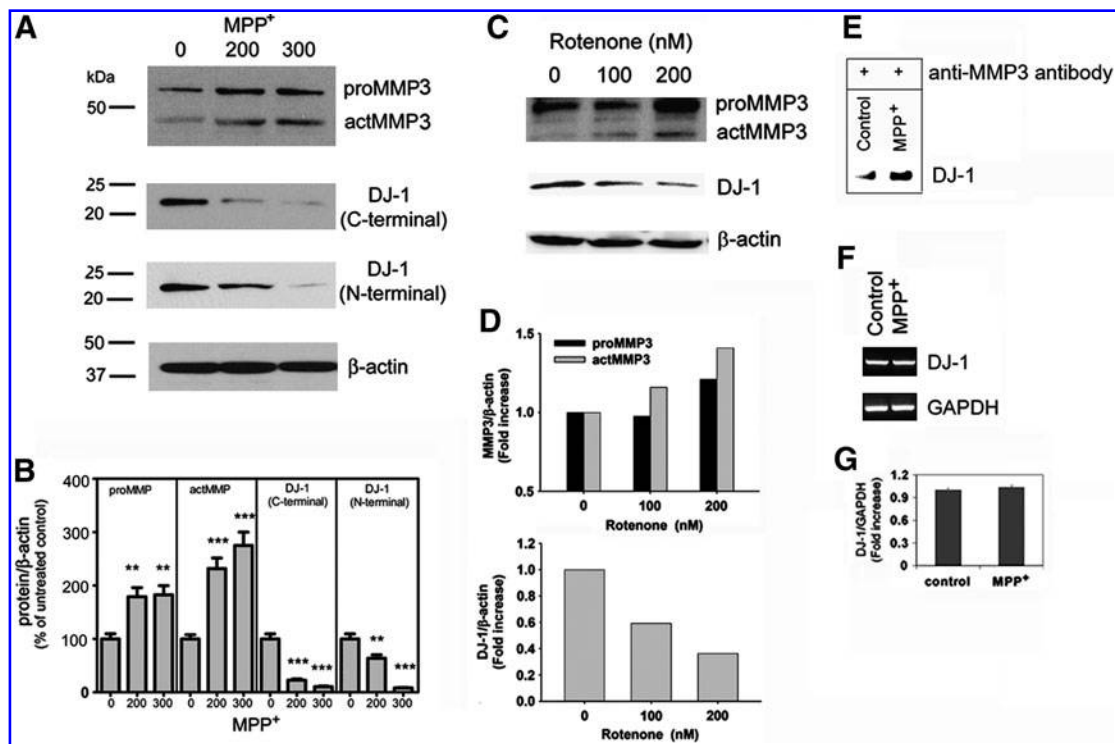 A
MPP+
0 200 300
kDa
50
proMMP3
actMMP3
25
20
DJ-1
(C-terminal)
25
20
DJ-1
(N-terminal)
50
37
β-actin
B
protein/β-actin
(% of untreated control)
400
300
200
100
0
proMMP
actMMP
DJ-1
(C-terminal)
DJ-1
(N-terminal)
** **
*** ***
*** ***
** ***
0 200 300 0 200 300 0 200 300 0 200 300
MPP+
C
Rotenone (nM)
0 100 200
proMMP3
actMMP3
DJ-1
β-actin
D
MMP3/β-actin
(Fold increase)
1.5
1.0
0.5
proMMP3
actMMP3
0 100 200
Rotenone (nM)
DJ-1/β-actin
(Fold increase)
1.0
0.8
0.6
0.4
0.2
0.0
0 100 200
Rotenone (nM)
E
+ + anti-MMP3 antibody
Control
MPP+
DJ-1
F
Control
MPP+
DJ-1
GAPDH
G
DJ-1/GAPDH
(Fold increase)
1.2
0.9
0.6
0.3
0
control MPP+